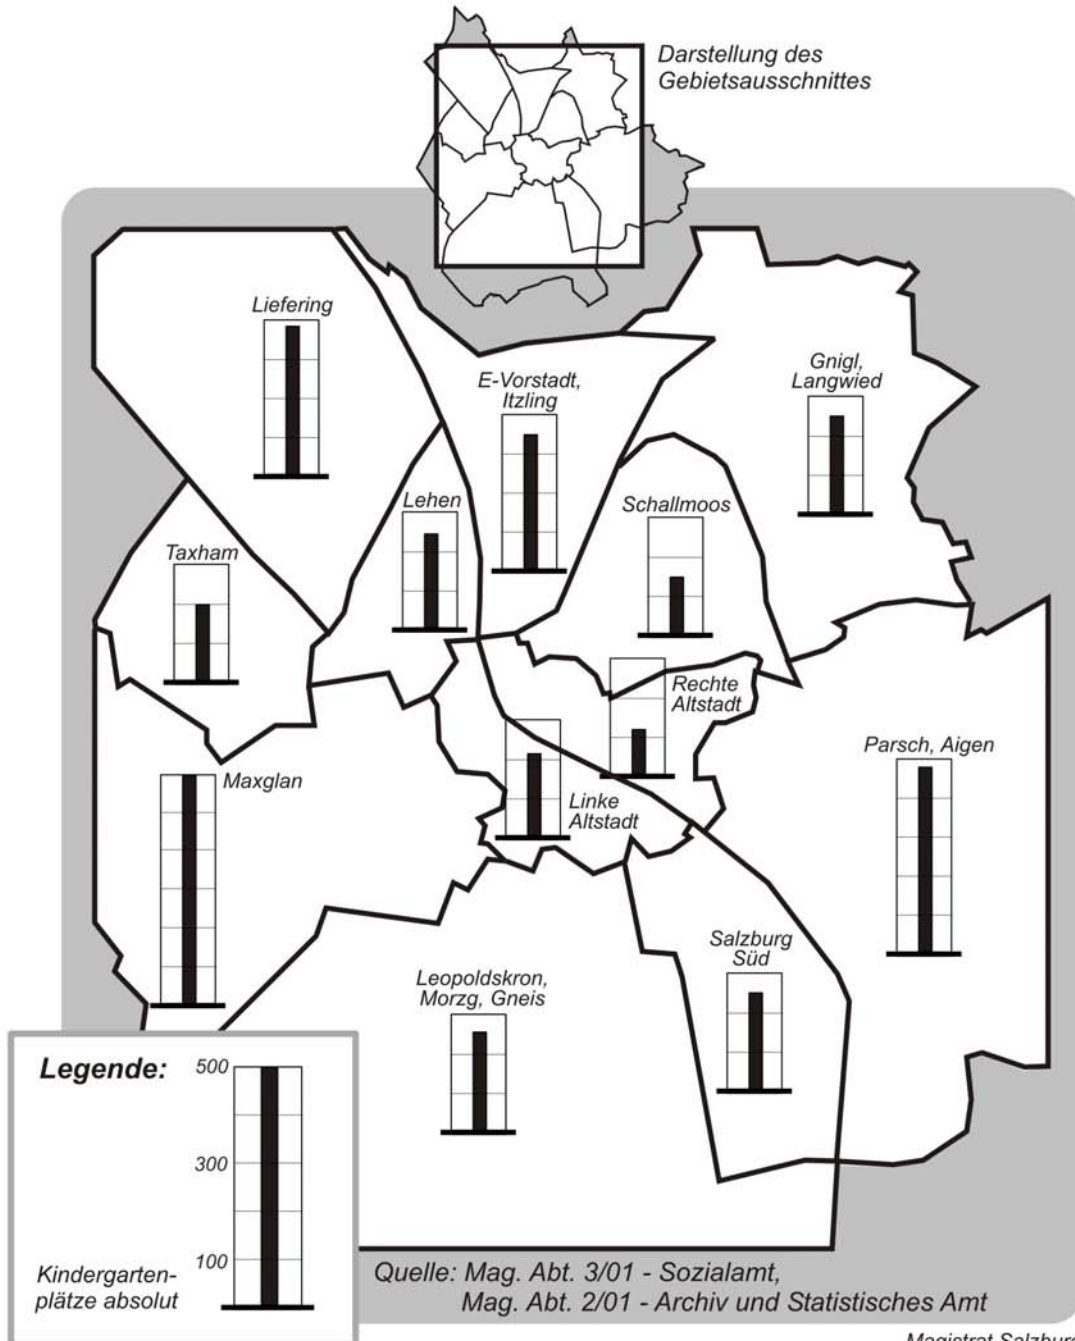 Darstellung des
Gebietsausschnittes
Liefering
E-Vorstadt,
Itzling
Gnigl,
Langwied
Lehen
Schallmoos
Taxham
Rechte
Altstadt
Parsch, Aigen
Maxglan
Linke
Altstadt
Salzburg
Süd
Leopoldskron,
Morzg, Gneis
Legende:
500
300
100
Kindergarten-
plätze absolut
Quelle: Mag. Abt. 3/01 - Sozialamt,
Mag. Abt. 2/01 - Archiv und Statistisches Amt
Magistrat Salzburg